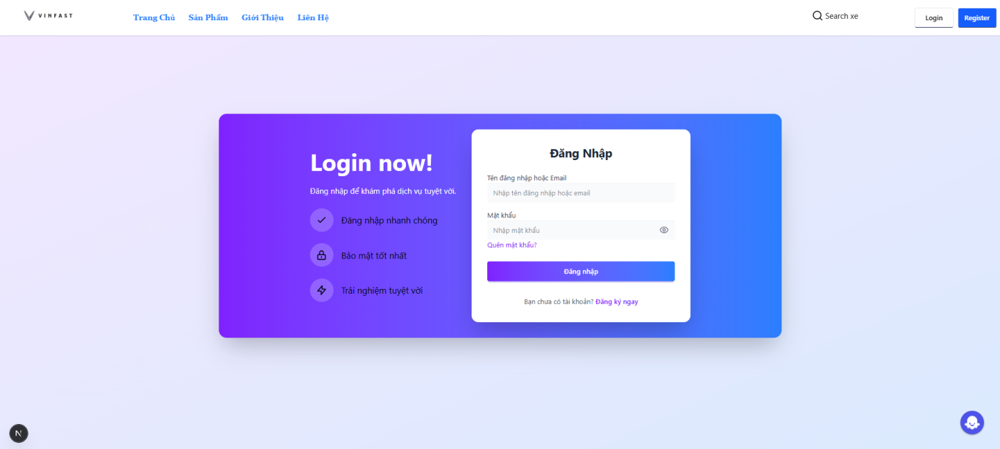 VINFAST
Trang Chủ Sản Phẩm Giới Thiệu Liên Hệ
Search xe
Login
Register
Login now!
Đăng nhập để khám phá dịch vụ tuyệt vời.
Đăng nhập nhanh chóng
Bảo mật tốt nhất
Trải nghiệm tuyệt vời
Đăng Nhập
Tên đăng nhập hoặc Email
Nhập tên đăng nhập hoặc email
Mật khẩu
Nhập mật khẩu
Quên mật khẩu?
Đăng nhập
Bạn chưa có tài khoản? Đăng ký ngay
N